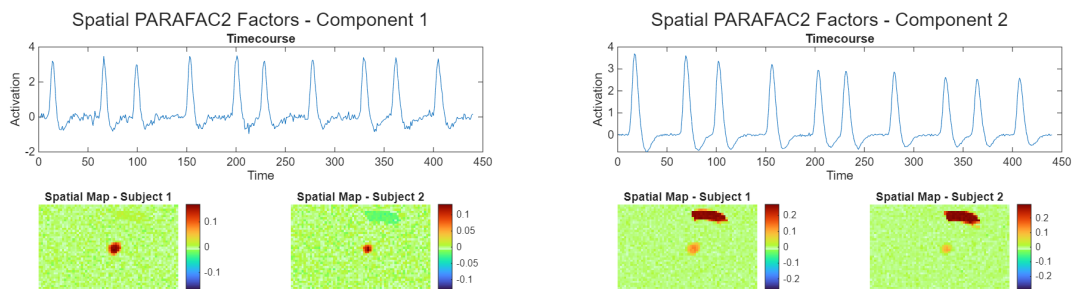 Spatial PARAFAC2 Factors - Component 1
Timecourse
4
2
0
-2
Activation
0 50 100 150 200 250 300 350 400 450
Time
Spatial Map - Subject 1
0.1
0
-0.1
Spatial Map - Subject 2
0.1
0.05
0
-0.05
-0.1
Spatial PARAFAC2 Factors - Component 2
Timecourse
4
3
2
1
0
Activation
0 50 100 150 200 250 300 350 400 450
Time
Spatial Map - Subject 1
0.2
0.1
0
-0.1
-0.2
Spatial Map - Subject 2
0.2
0.1
0
-0.1
-0.2